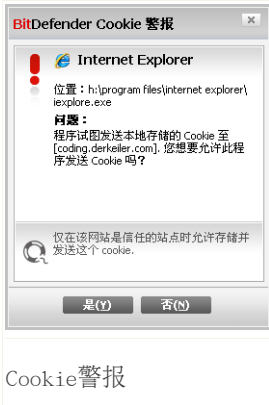 BitDefender Cookie 警报
Internet Explorer
位置：h:\program files\internet explorer\
iexplore.exe
问题：
程序试图发送本地存储的 Cookie 至
[coding.derkeiler.com]. 您想要允许此程
序发送 Cookie 吗？
仅在该网站是信任的站点时允许存储并
发送这个 cookie.
是(Y) 否(N)
Cookie警报